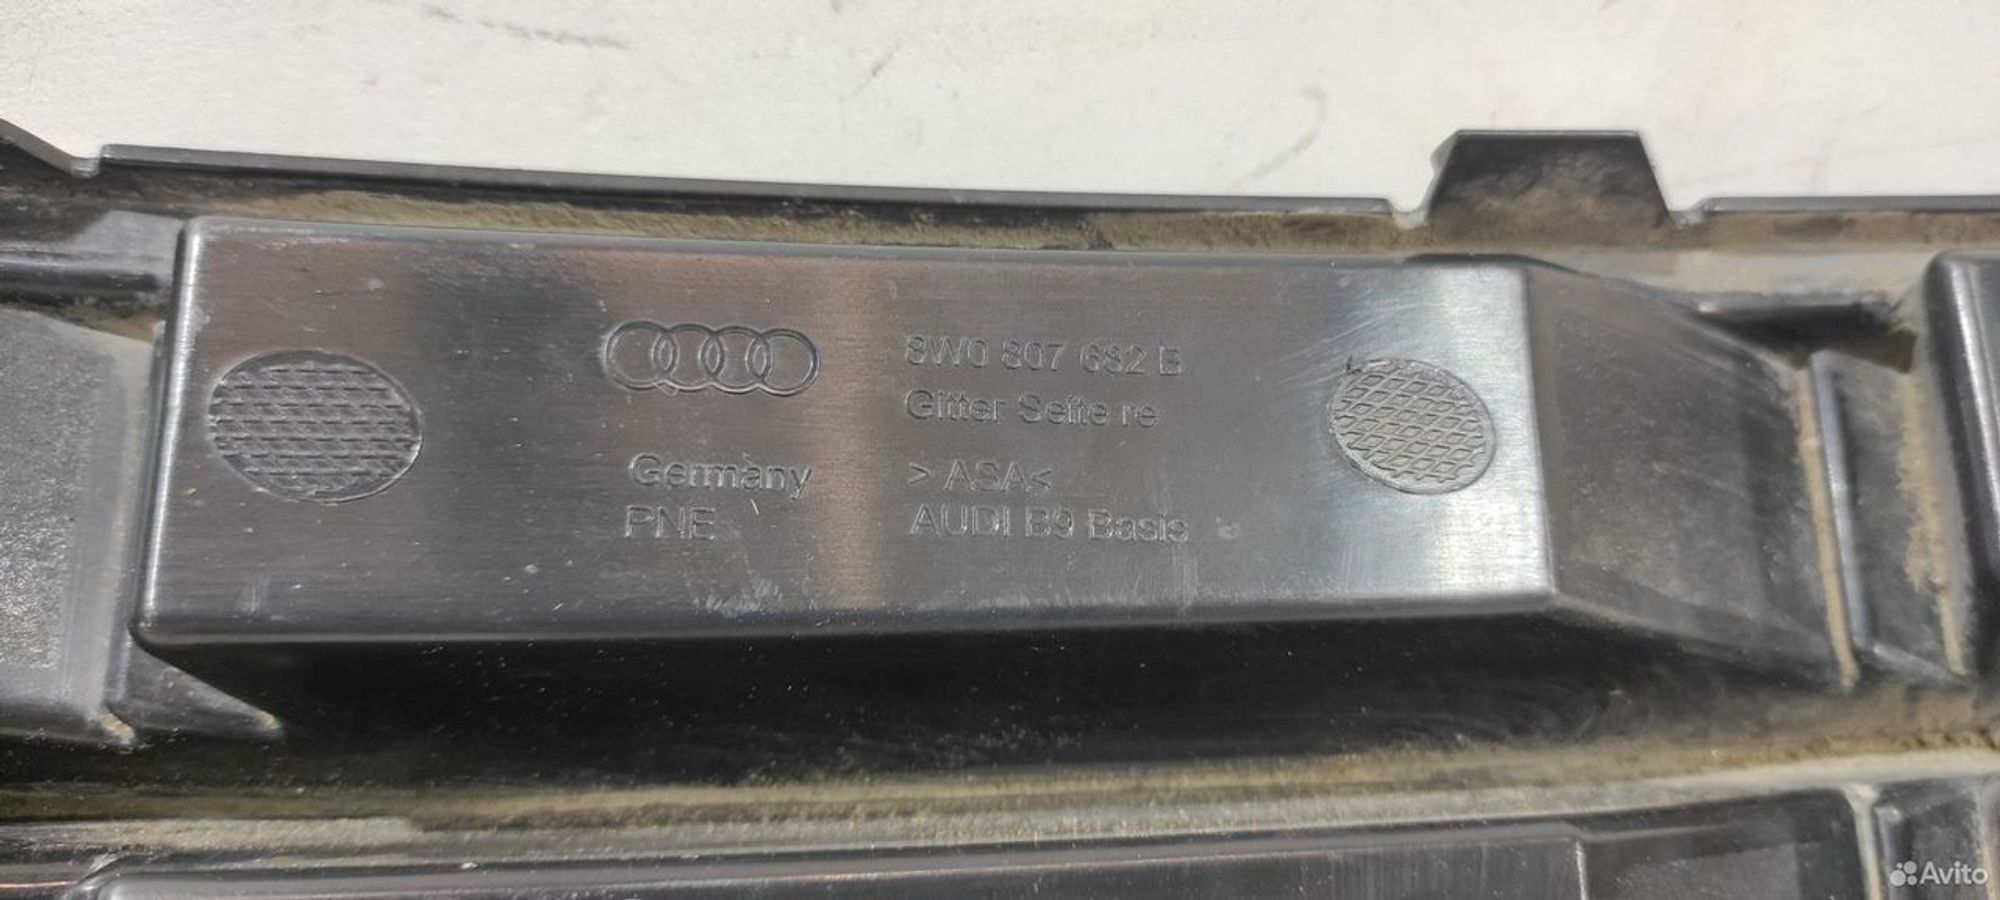 8W0 807 682 B
Gitter Seite re
Germany
>ASA<
PNE
AUDI B9 Basis
Avito